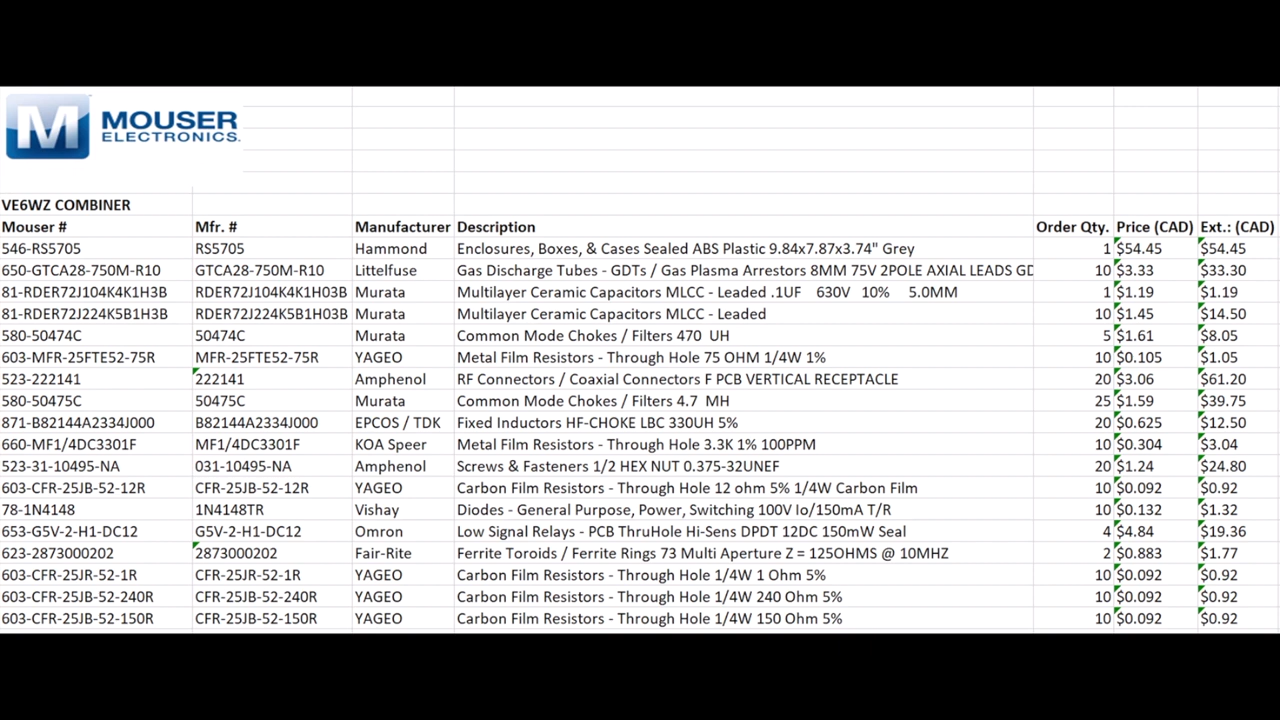 M MOUSER
ELECTRONICS.
VE6WZ COMBINER
Mouser # Mfr. # Manufacturer Description Order Qty. Price (CAD) Ext.: (CAD)
546-RS5705 RS5705 Hammond Enclosures, Boxes, & Cases Sealed ABS Plastic 9.84x7.87x3.74" Grey 1 $54.45 $54.45
650-GTCA28-750M-R10 GTCA28-750M-R10 Littelfuse Gas Discharge Tubes - GDTs / Gas Plasma Arrestors 8MM 75V 2POLE AXIAL LEADS GD 10 $3.33 $33.30
81-RDER72J104K4K1H3B RDER72J104K4K1H03B Murata Multilayer Ceramic Capacitors MLCC - Leaded .1UF 630V 10% 5.0MM 1 $1.19 $1.19
81-RDER72J224K5B1H3B RDER72J224K5B1H03B Murata Multilayer Ceramic Capacitors MLCC - Leaded 10 $1.45 $14.50
580-50474C 50474C Murata Common Mode Chokes / Filters 470 UH 5 $1.61 $8.05
603-MFR-25FTE52-75R MFR-25FTE52-75R YAGEO Metal Film Resistors - Through Hole 75 OHM 1/4W 1% 10 $0.105 $1.05
523-222141 222141 Amphenol RF Connectors / Coaxial Connectors F PCB VERTICAL RECEPTACLE 20 $3.06 $61.20
580-50475C 50475C Murata Common Mode Chokes / Filters 4.7 MH 25 $1.59 $39.75
871-B82144A2334J000 B82144A2334J000 EPCOS / TDK Fixed Inductors HF-CHOKE LBC 330UH 5% 20 $0.625 $12.50
660-MF1/4DC3301F MF1/4DC3301F KOA Speer Metal Film Resistors - Through Hole 3.3K 1% 100PPM 10 $0.304 $3.04
523-31-10495-NA 031-10495-NA Amphenol Screws & Fasteners 1/2 HEX NUT 0.375-32UNEF 20 $1.24 $24.80
603-CFR-25JB-52-12R CFR-25JB-52-12R YAGEO Carbon Film Resistors - Through Hole 12 ohm 5% 1/4W Carbon Film 10 $0.092 $0.92
78-1N4148 1N4148TR Vishay Diodes - General Purpose, Power, Switching 100V Io/150mA T/R 10 $0.132 $1.32
653-G5V-2-H1-DC12 G5V-2-H1-DC12 Omron Low Signal Relays - PCB ThruHole Hi-Sens DPDT 12DC 150mW Seal 4 $4.84 $19.36
623-2873000202 2873000202 Fair-Rite Ferrite Toroids / Ferrite Rings 73 Multi Aperture Z = 125OHMS @ 10MHZ 2 $0.883 $1.77
603-CFR-25JR-52-1R CFR-25JR-52-1R YAGEO Carbon Film Resistors - Through Hole 1/4W 1 Ohm 5% 10 $0.092 $0.92
603-CFR-25JB-52-240R CFR-25JB-52-240R YAGEO Carbon Film Resistors - Through Hole 1/4W 240 Ohm 5% 10 $0.092 $0.92
603-CFR-25JB-52-150R CFR-25JB-52-150R YAGEO Carbon Film Resistors - Through Hole 1/4W 150 Ohm 5% 10 $0.092 $0.92